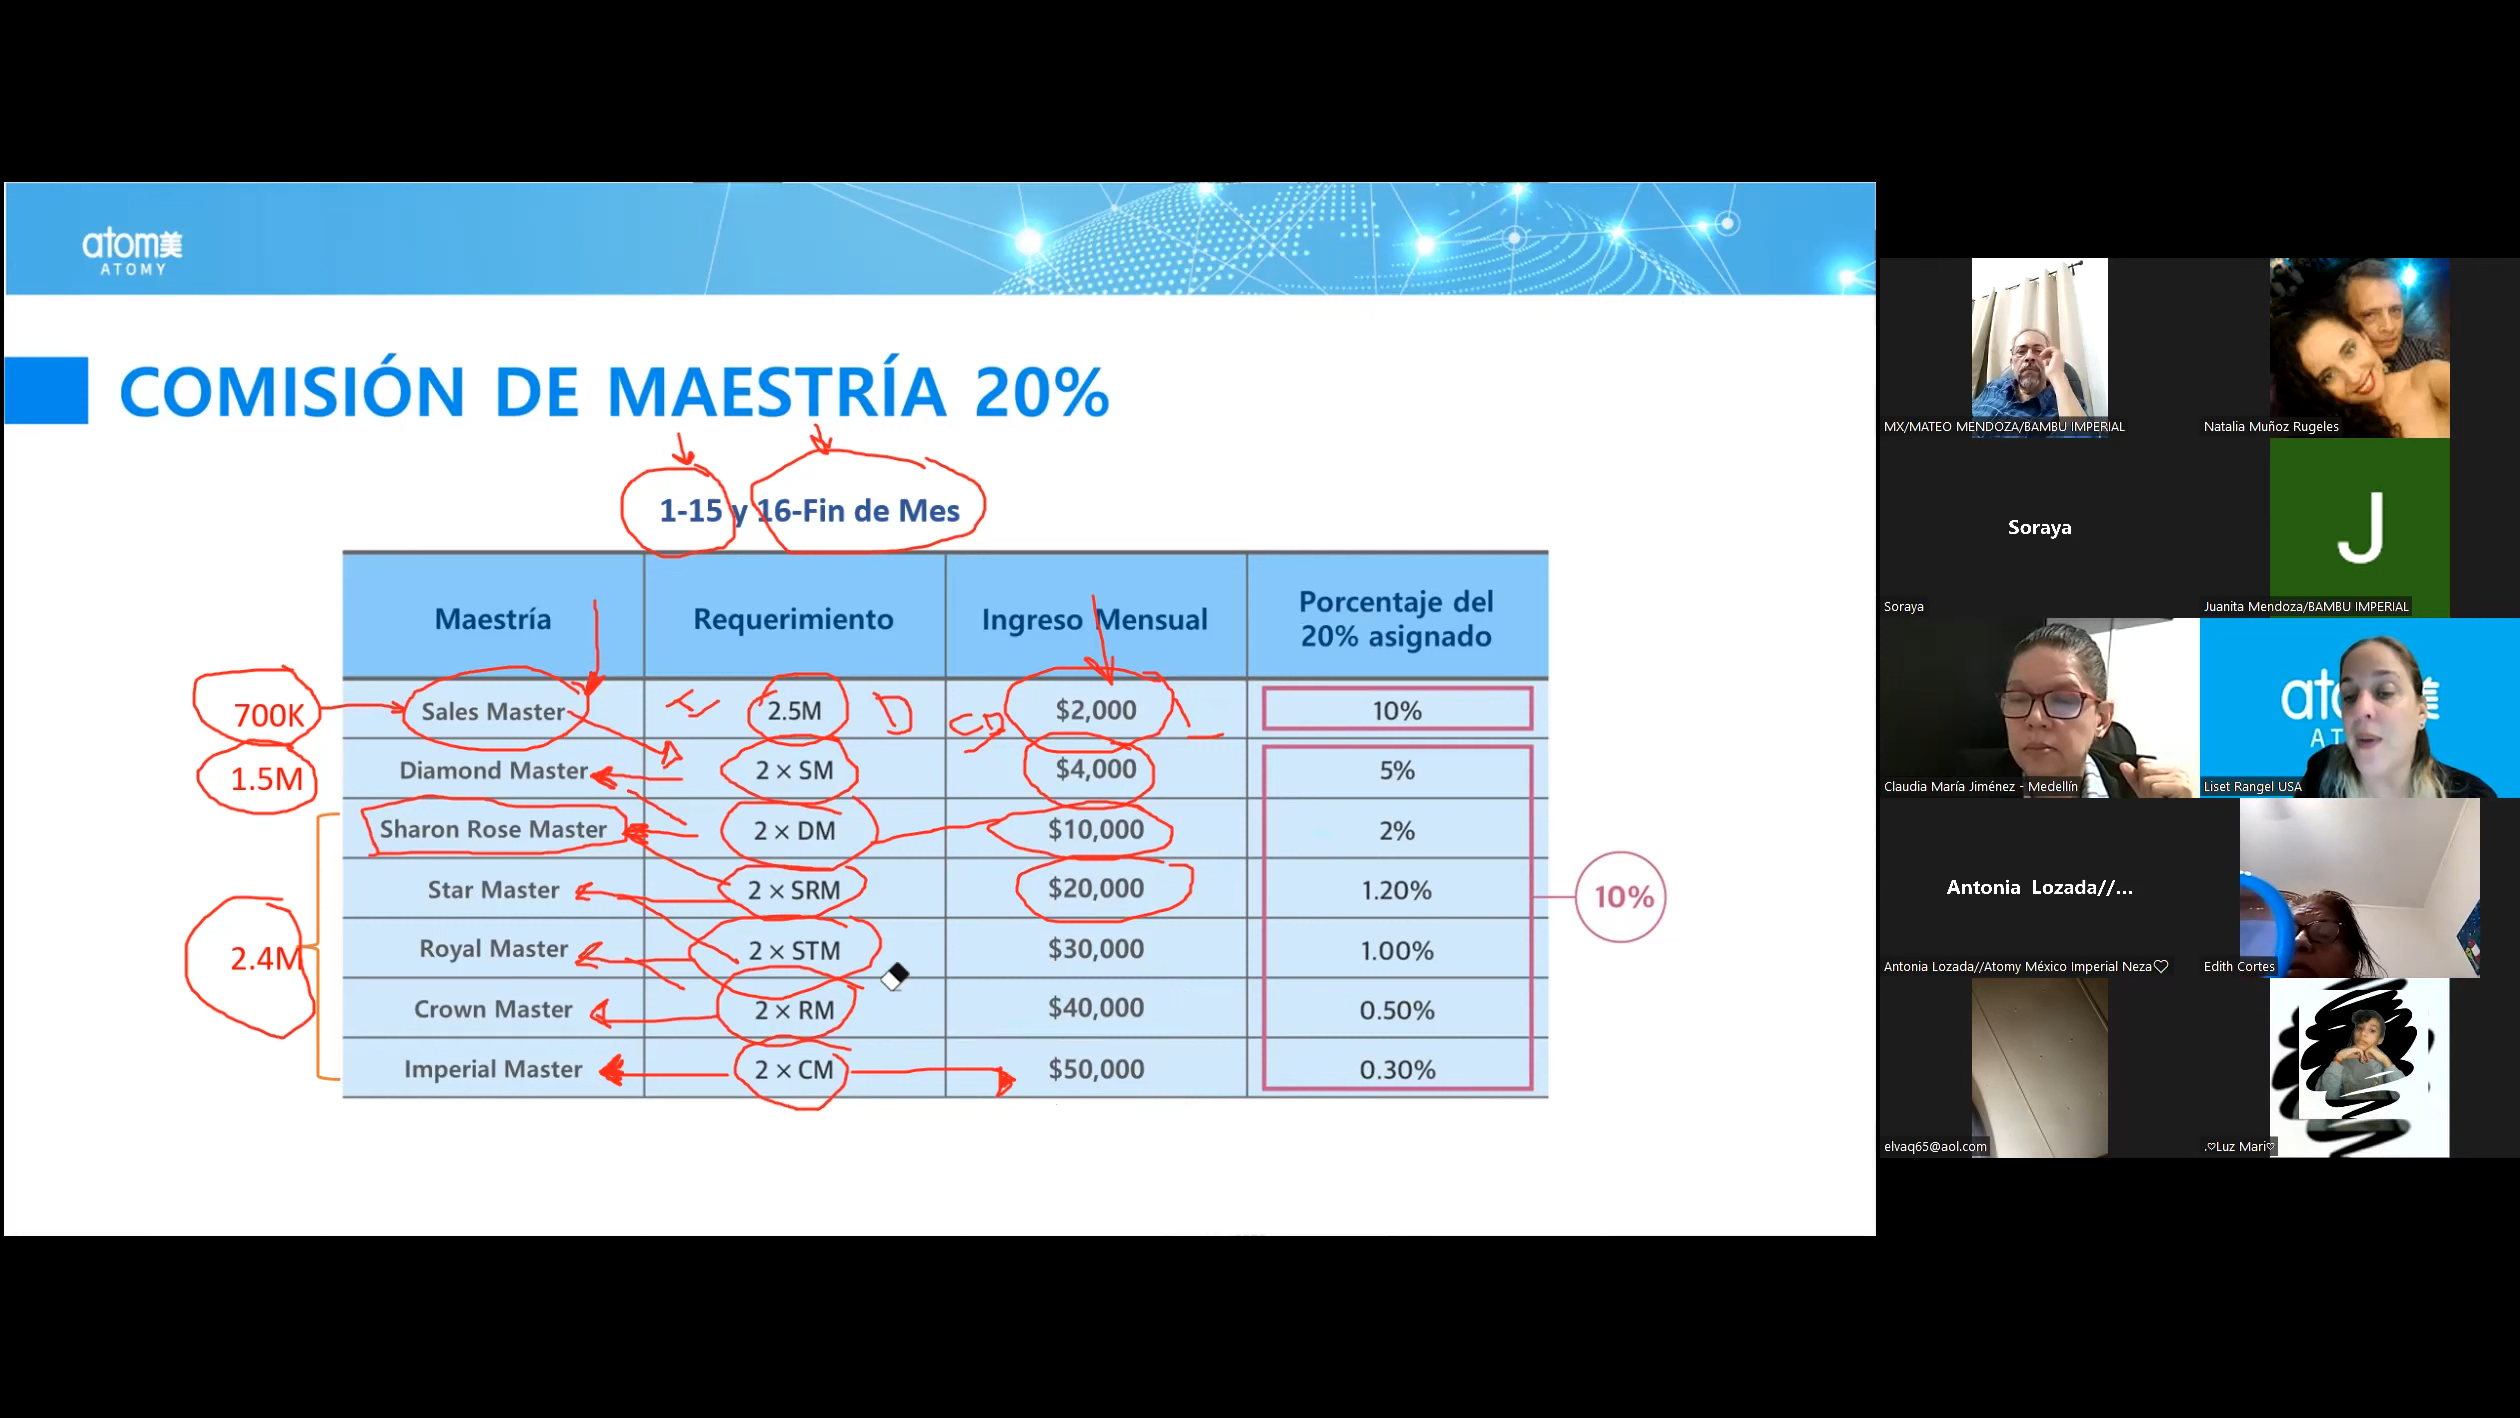 atom美
ATOMY
COMISIÓN DE MAESTRÍA 20%
1-15 y 16-Fin de Mes
Maestría Requerimiento Ingreso Mensual Porcentaje del 20% asignado
700K Sales Master I 2.5M D $2,000 10%
1.5M Diamond Master 2 × SM $4,000 5%
Sharon Rose Master 2 × DM $10,000 2%
Star Master 2 × SRM $20,000 1.20%
2.4M Royal Master 2 × STM $30,000 1.00%
Crown Master 2 × RM $40,000 0.50%
Imperial Master 2 × CM $50,000 0.30%
10%
MX/MATEO MENDOZA/BAMBU IMPERIAL
Natalia Muñoz Rugeles
Soraya
Soraya
J
Juanita Mendoza/BAMBU IMPERIAL
Claudia María Jiménez - Medellín
Liset Rangel USA
Antonia Lozada//...
Antonia Lozada//Atomy México Imperial Neza♡
Edith Cortes
elvaq65@aol.com
.♡Luz Mari♡